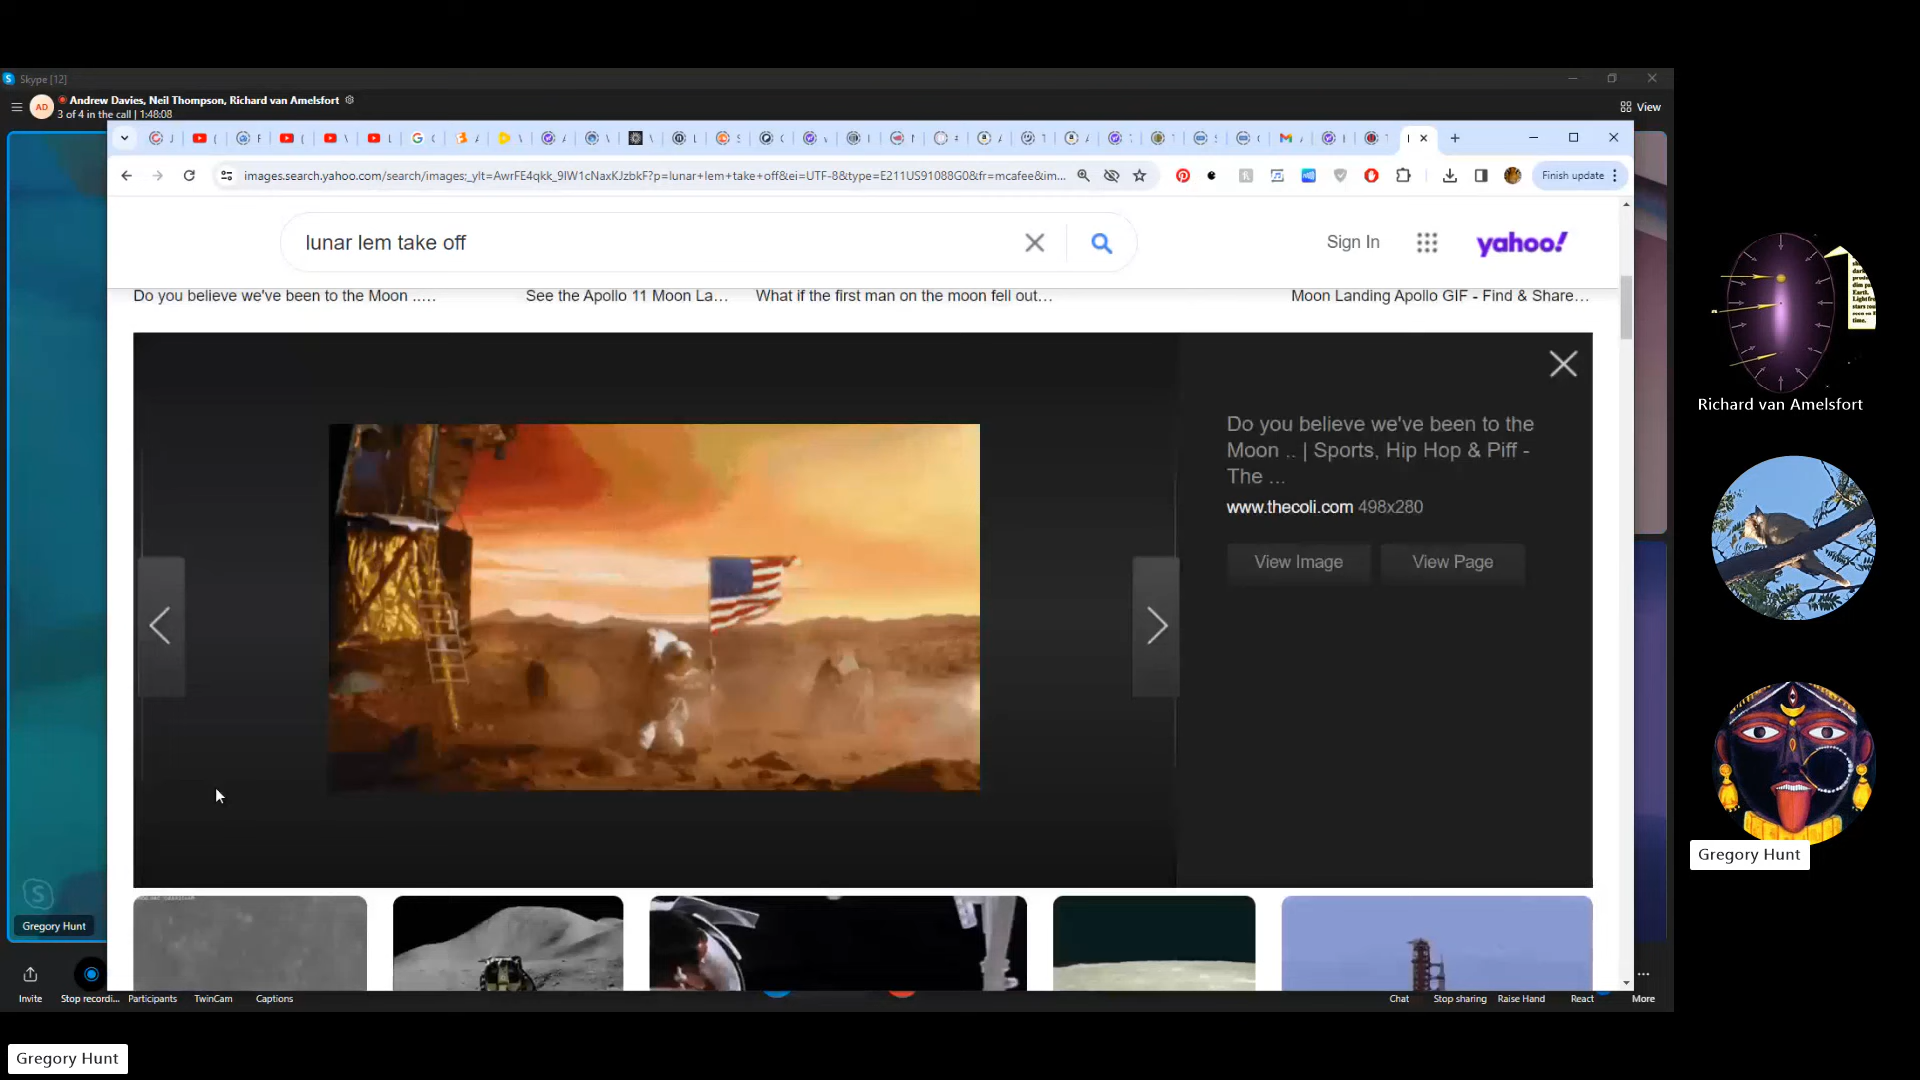 Skype [12]
AD
Andrew Davies, Neil Thompson, Richard van Amelsfort
3 of 4 in the call | 1:48:08
View
images.search.yahoo.com/search/images;_ylt=AwrFE4qkk_9lW1cNaxKJzbkF?p=lunar+lem+take+off&ei=UTF-8&type=E211US91088G0&fr=mcafee&im...
Finish update
lunar lem take off
Sign In
yahoo!
Do you believe we've been to the Moon .....
See the Apollo 11 Moon La...
What if the first man on the moon fell out...
Moon Landing Apollo GIF - Find & Share...
Do you believe we've been to the
Moon .. | Sports, Hip Hop & Piff -
The ...
www.thecoli.com 498x280
View Image
View Page
Richard van Amelsfort
Gregory Hunt
Gregory Hunt
Invite
Stop recordi...
Participants
TwinCam
Captions
Chat
Stop sharing
Raise Hand
React
More
Gregory Hunt